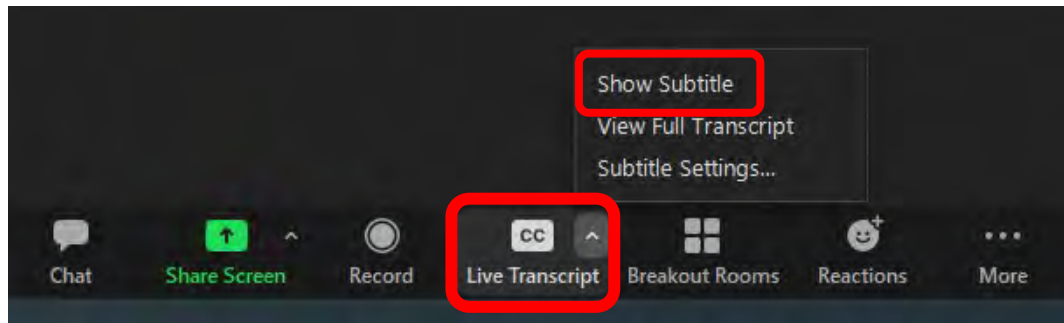 Show Subtitle
View Full Transcript
Subtitle Settings...
CC
Chat
Share Screen
Record
Live Transcript
Breakout Rooms
Reactions
More